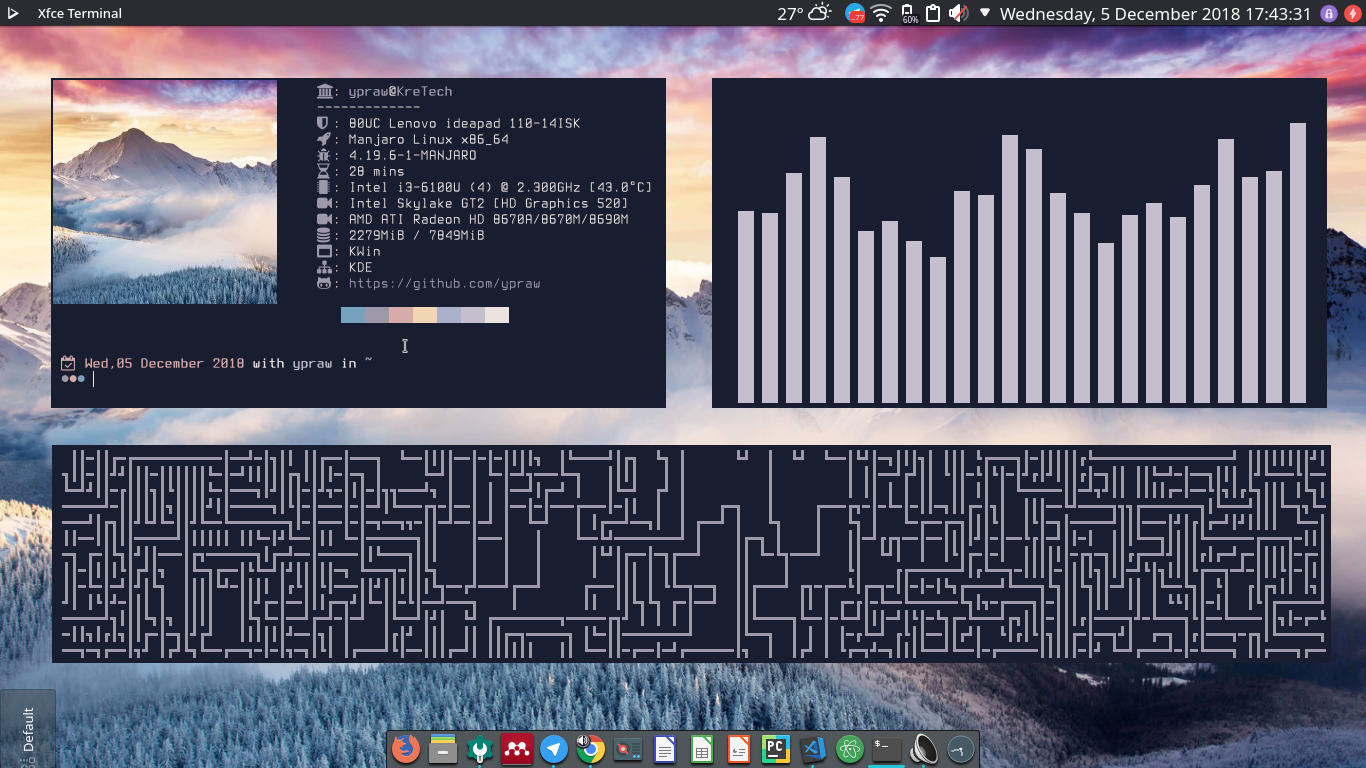 Xfce Terminal
27° 77 60% Wednesday, 5 December 2018 17:43:31
: ypraw@KreTech
-------------
: 80UC Lenovo ideapad 110-14ISK
: Manjaro Linux x86_64
: 4.19.6-1-MANJARO
: 28 mins
: Intel i3-6100U (4) @ 2.300GHz [43.0°C]
: Intel Skylake GT2 [HD Graphics 520]
: AMD ATI Radeon HD 8670A/8670M/8690M
: 2279MiB / 7849MiB
: KWin
: KDE
: https://github.com/ypraw
Wed,05 December 2018 with ypraw in ~
Default
PC
$-